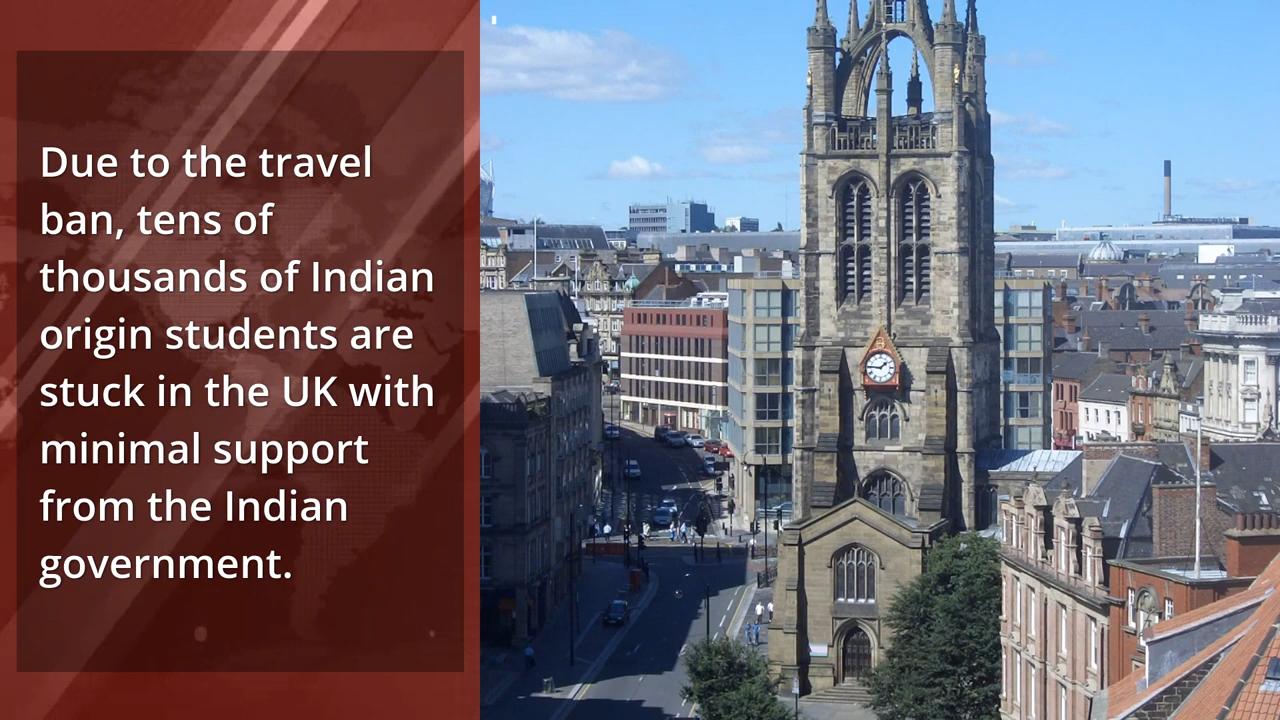 Due to the travel
ban, tens of
thousands of Indian
origin students are
stuck in the UK with
minimal support
from the Indian
government.